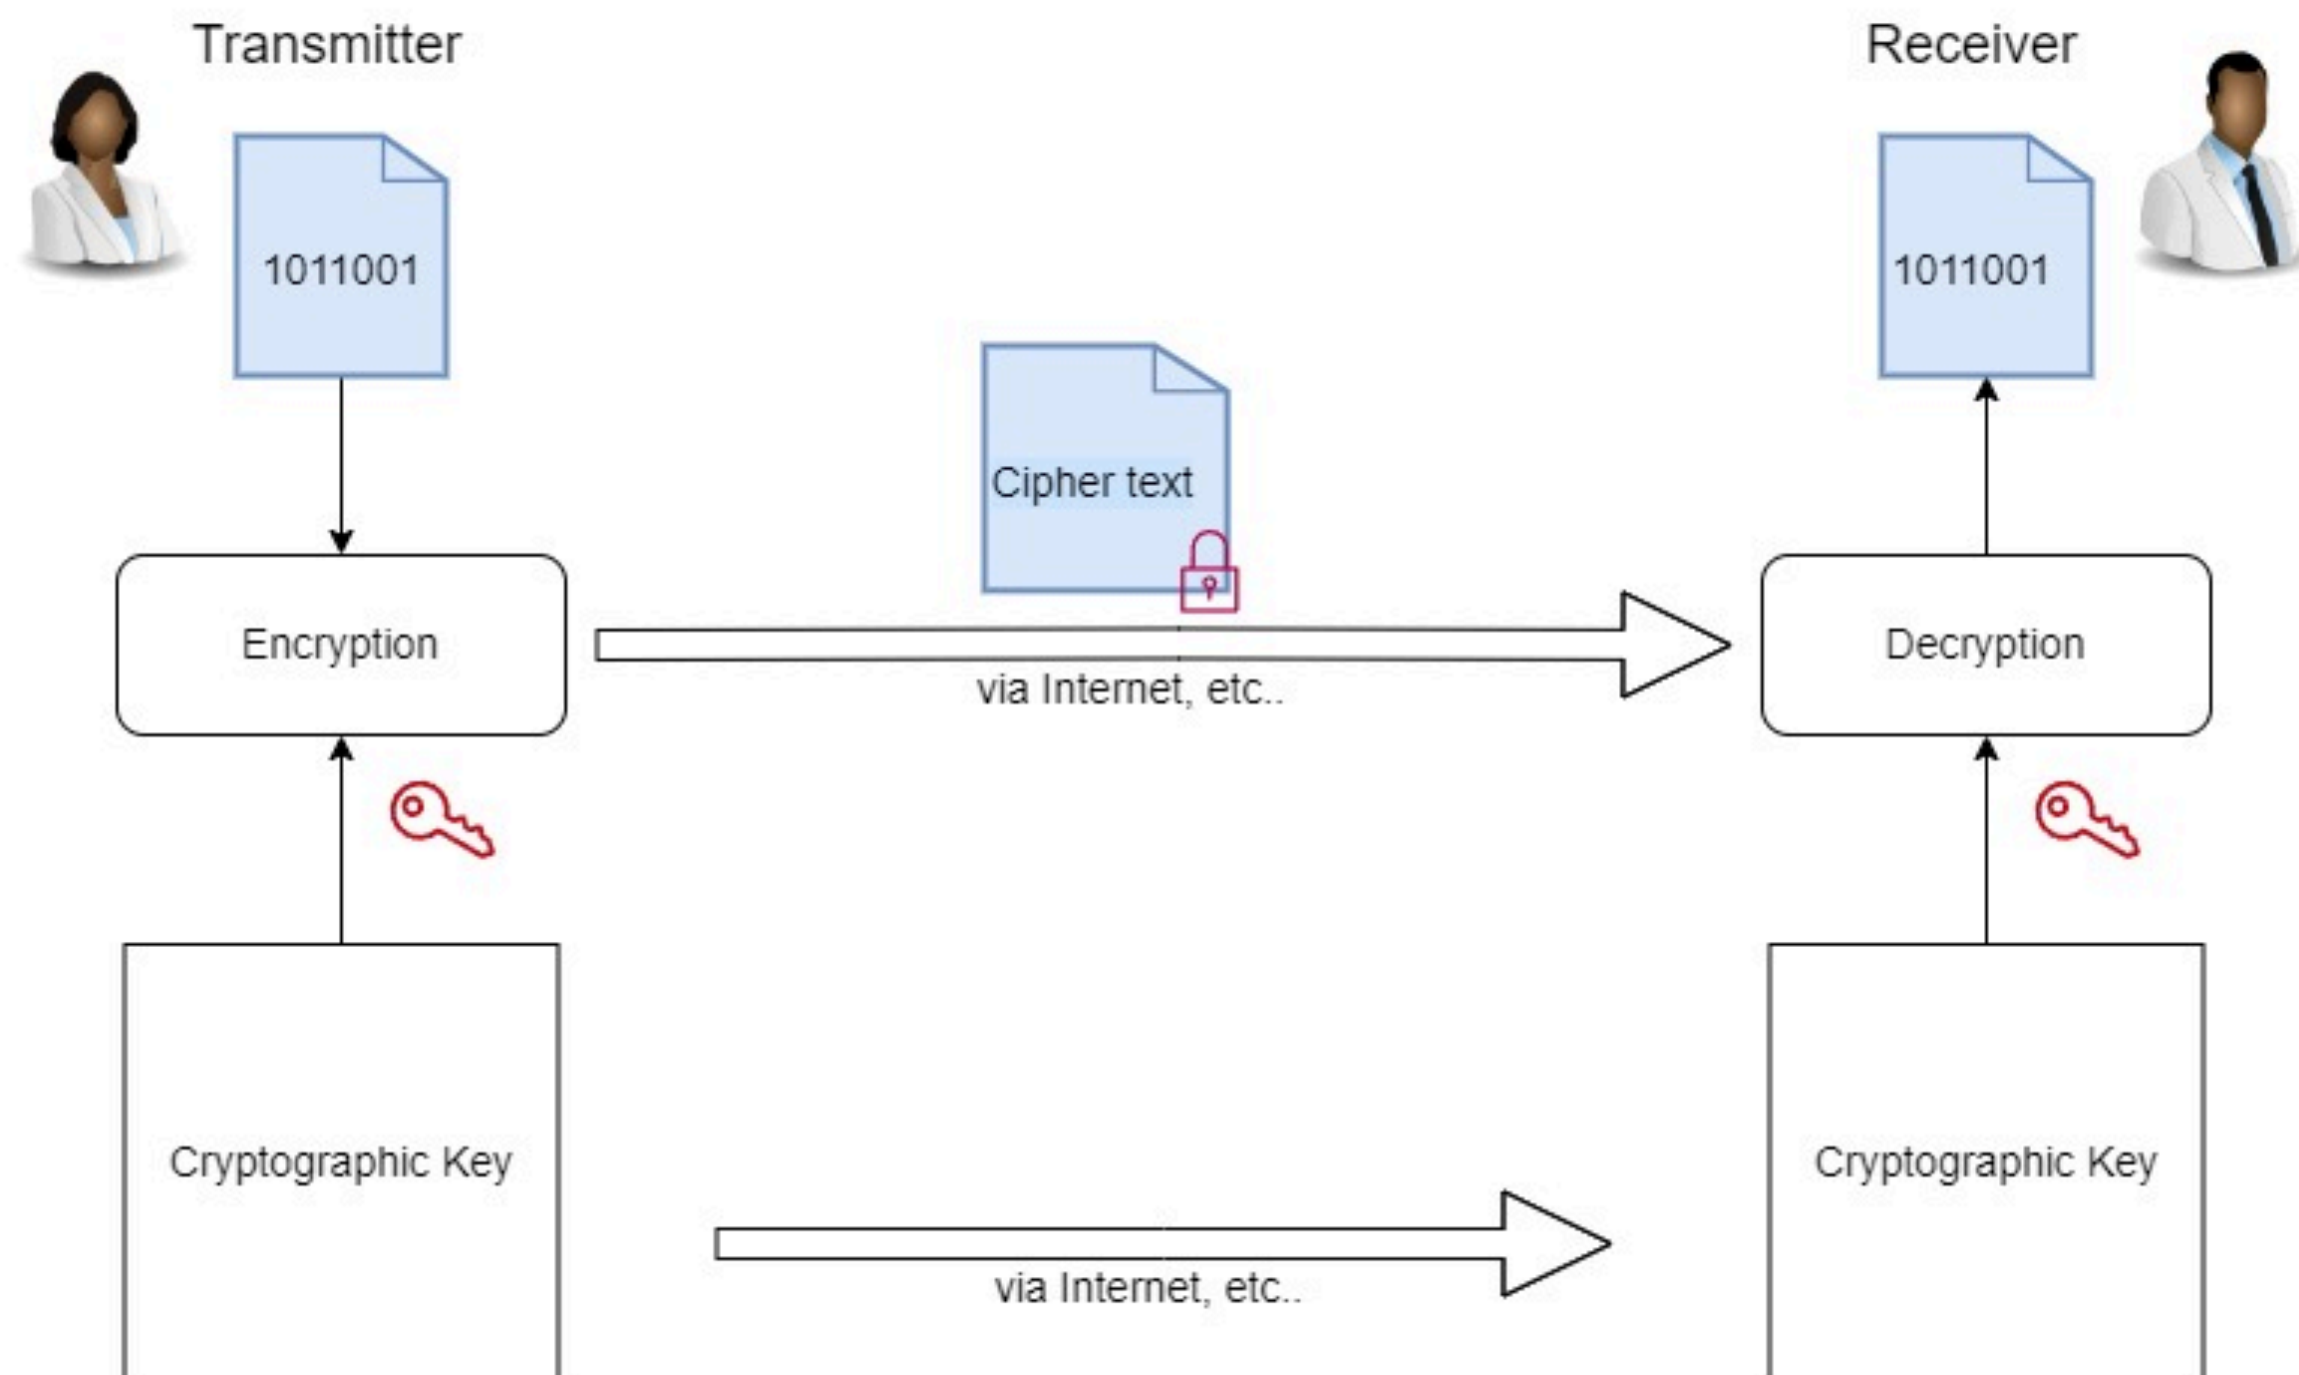 Transmitter
Receiver
1011001
1011001
Cipher text
Encryption
via Internet, etc..
Decryption
Cryptographic Key
Cryptographic Key
via Internet, etc..